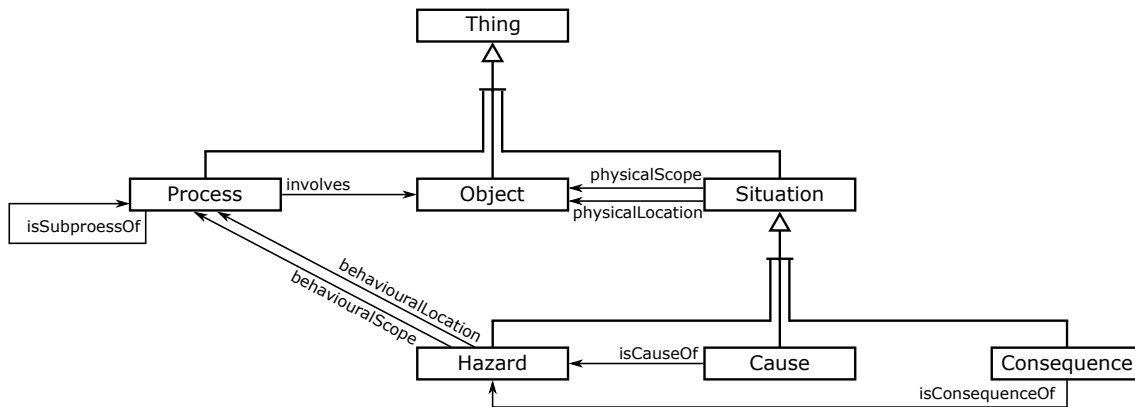 Thing
Process
involves
Object
physicalScope
physicalLocation
Situation
isSubproessOf
behaviouralLocation
behaviouralScope
Hazard
isCauseOf
Cause
Consequence
isConsequenceOf